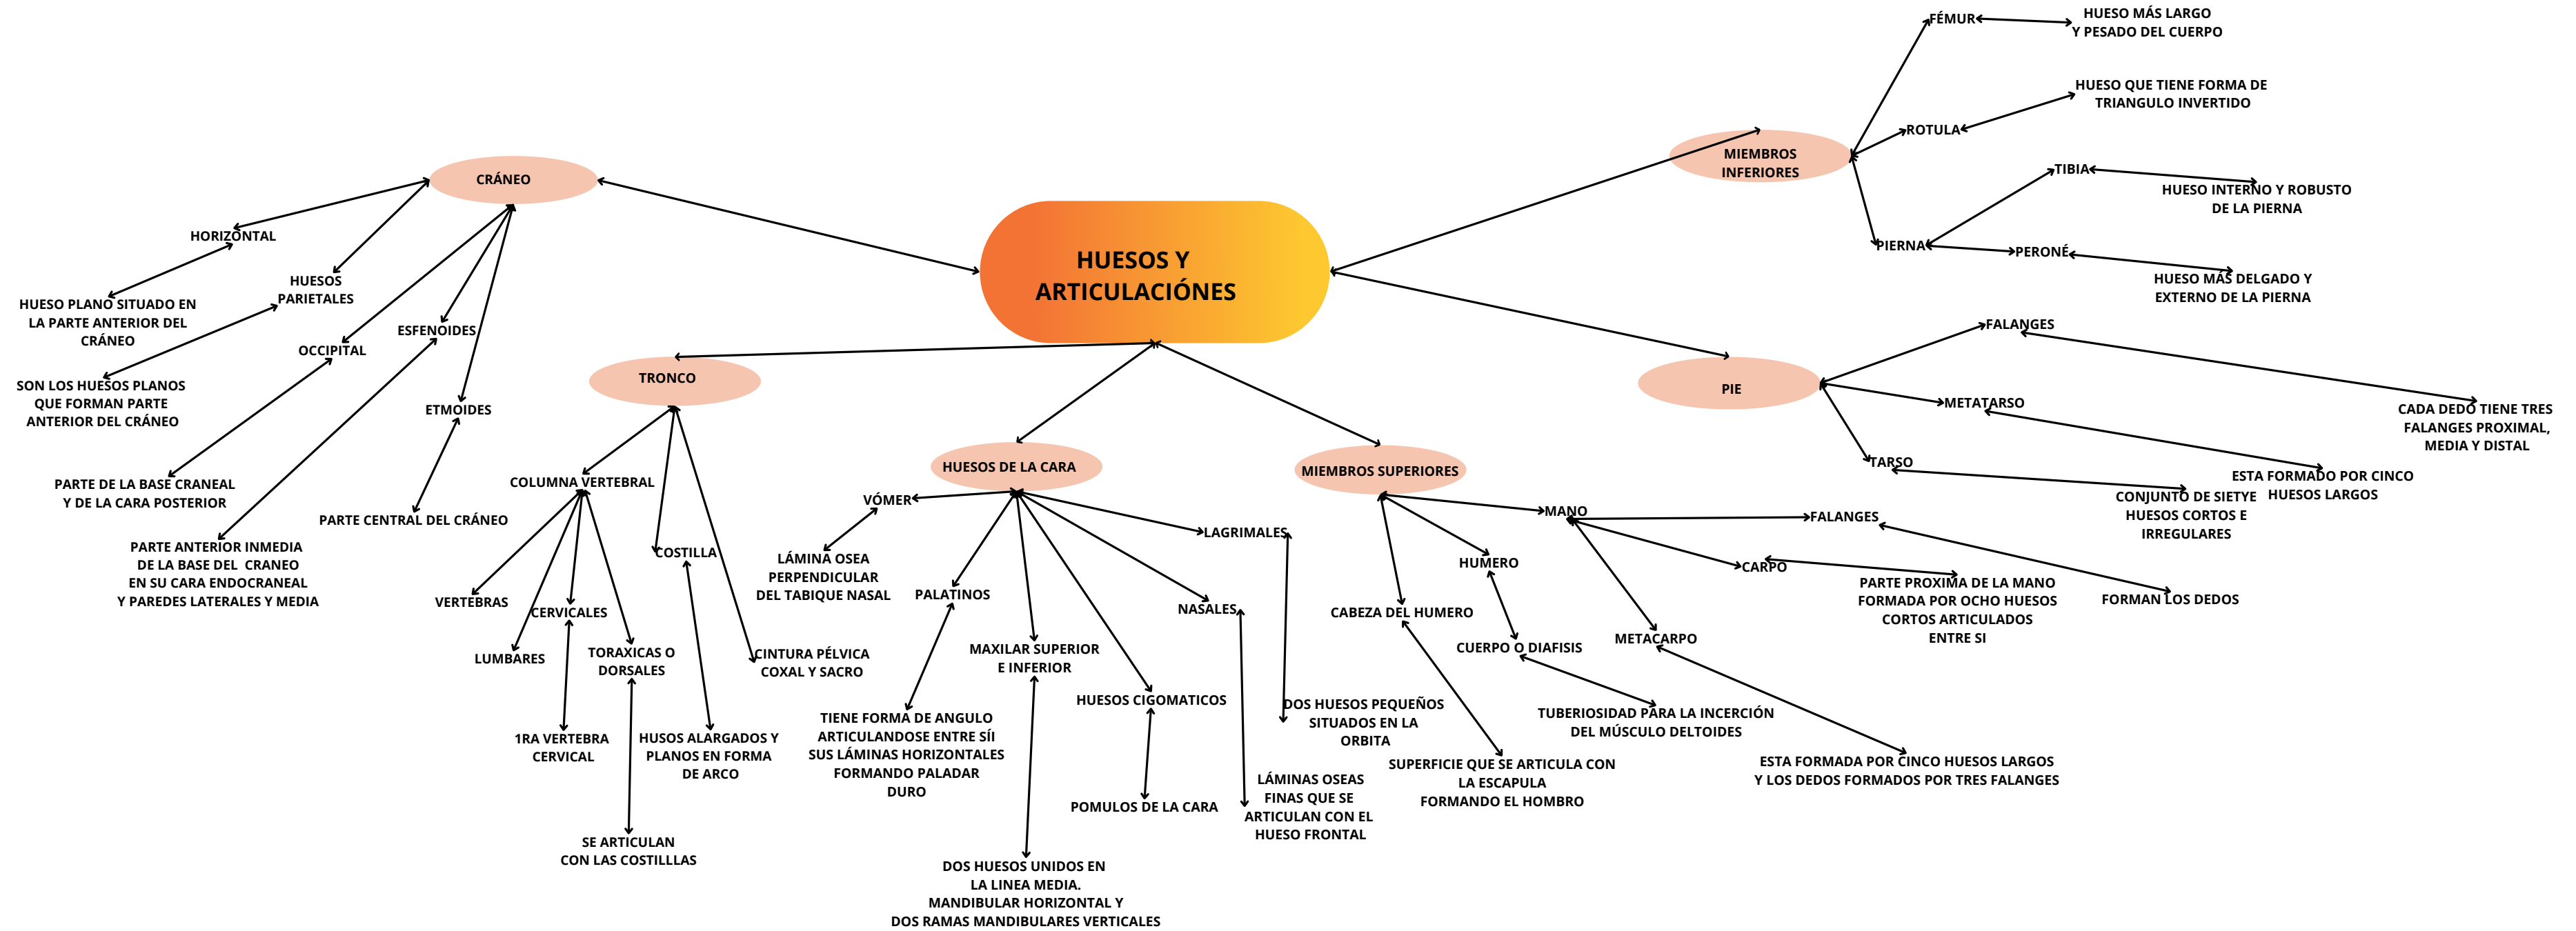 HUESOS Y
ARTICULACIÓNES
CRÁNEO
HORIZONTAL
HUESO PLANO SITUADO EN
LA PARTE ANTERIOR DEL
CRÁNEO
HUESOS
PARIETALES
SON LOS HUESOS PLANOS
QUE FORMAN PARTE
ANTERIOR DEL CRÁNEO
OCCIPITAL
PARTE DE LA BASE CRANEAL
Y DE LA CARA POSTERIOR
ESFENOIDES
PARTE ANTERIOR INMEDIA
DE LA BASE DEL CRANEO
EN SU CARA ENDOCRANEAL
Y PAREDES LATERALES Y MEDIA
ETMOIDES
PARTE CENTRAL DEL CRÁNEO
TRONCO
COLUMNA VERTEBRAL
VERTEBRAS
LUMBARES
CERVICALES
1RA VERTEBRA
CERVICAL
TORAXICAS O
DORSALES
SE ARTICULAN
CON LAS COSTILLLAS
COSTILLA
HUSOS ALARGADOS Y
PLANOS EN FORMA
DE ARCO
CINTURA PÉLVICA
COXAL Y SACRO
HUESOS DE LA CARA
VÓMER
LÁMINA OSEA
PERPENDICULAR
DEL TABIQUE NASAL
PALATINOS
TIENE FORMA DE ANGULO
ARTICULANDOSE ENTRE SÍI
SUS LÁMINAS HORIZONTALES
FORMANDO PALADAR
DURO
MAXILAR SUPERIOR
E INFERIOR
DOS HUESOS UNIDOS EN
LA LINEA MEDIA.
MANDIBULAR HORIZONTAL Y
DOS RAMAS MANDIBULARES VERTICALES
HUESOS CIGOMATICOS
POMULOS DE LA CARA
NASALES
LÁMINAS OSEAS
FINAS QUE SE
ARTICULAN CON EL
HUESO FRONTAL
LAGRIMALES
DOS HUESOS PEQUEÑOS
SITUADOS EN LA
ORBITA
MIEMBROS SUPERIORES
CABEZA DEL HUMERO
SUPERFICIE QUE SE ARTICULA CON
LA ESCAPULA
FORMANDO EL HOMBRO
HUMERO
CUERPO O DIAFISIS
TUBERIOSIDAD PARA LA INCERCIÓN
DEL MÚSCULO DELTOIDES
MANO
FALANGES
FORMAN LOS DEDOS
CARPO
PARTE PROXIMA DE LA MANO
FORMADA POR OCHO HUESOS
CORTOS ARTICULADOS
ENTRE SI
METACARPO
ESTA FORMADA POR CINCO HUESOS LARGOS
Y LOS DEDOS FORMADOS POR TRES FALANGES
MIEMBROS
INFERIORES
FÉMUR
HUESO MÁS LARGO
Y PESADO DEL CUERPO
ROTULA
HUESO QUE TIENE FORMA DE
TRIANGULO INVERTIDO
PIERNA
TIBIA
HUESO INTERNO Y ROBUSTO
DE LA PIERNA
PERONÉ
HUESO MÁS DELGADO Y
EXTERNO DE LA PIERNA
PIE
FALANGES
CADA DEDO TIENE TRES
FALANGES PROXIMAL,
MEDIA Y DISTAL
METATARSO
ESTA FORMADO POR CINCO
HUESOS LARGOS
TARSO
CONJUNTO DE SIETYE
HUESOS CORTOS E
IRREGULARES